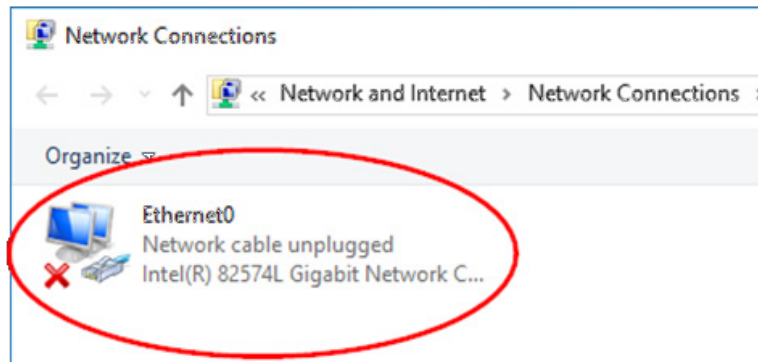 Network Connections
« Network and Internet > Network Connections >
Organize
Ethernet0
Network cable unplugged
Intel(R) 82574L Gigabit Network C...